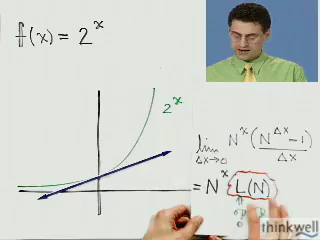 f(x) = 2^x
2^x
lim Δx→0 N^x (N^Δx − 1)/Δx
= N^x L(N)
thinkwell